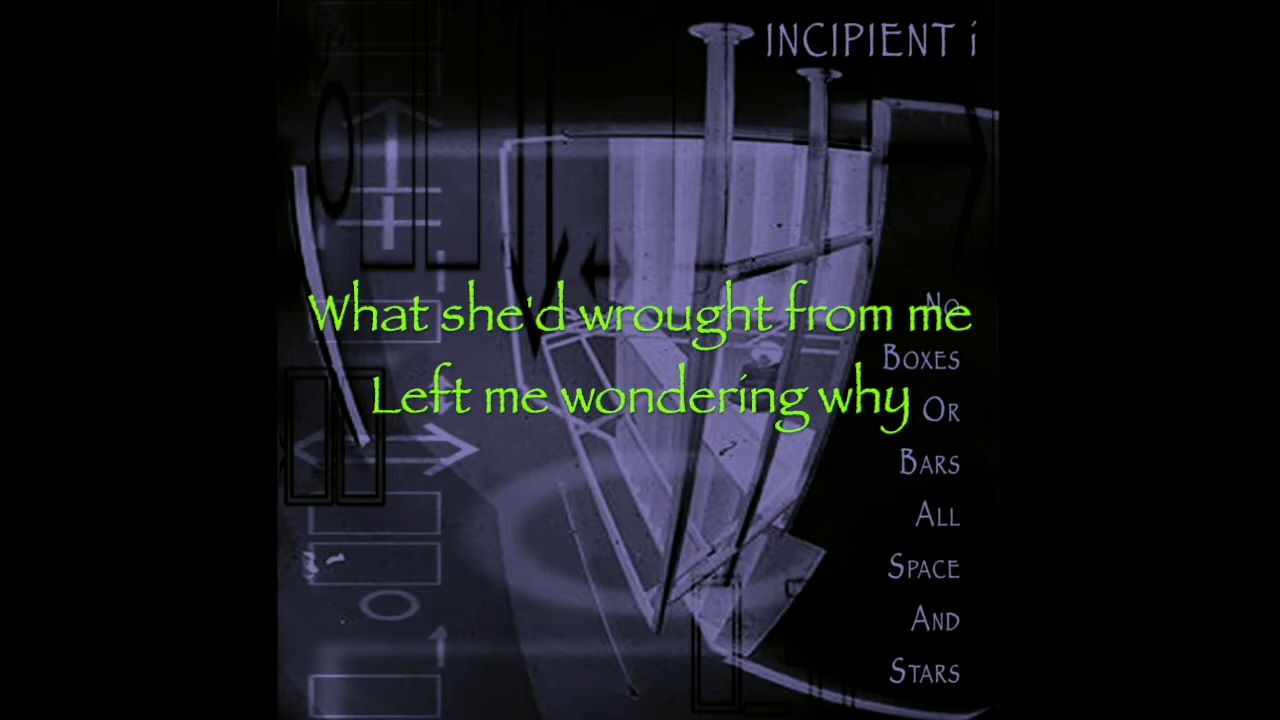 INCIPIENT i
What she'd wrought from me
Left me wondering why
No
Boxes
Or
Bars
All
Space
And
Stars